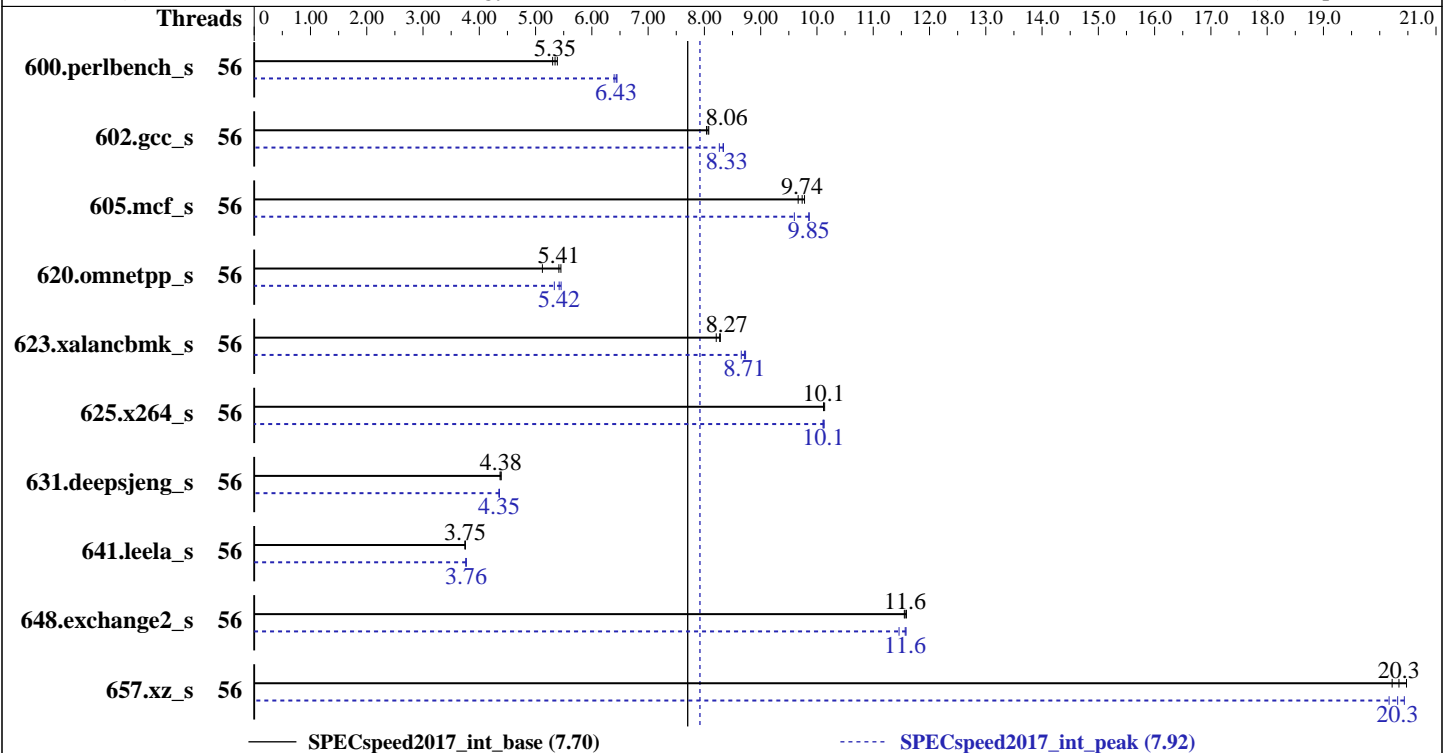 Threads 0 1.00 2.00 3.00 4.00 5.00 6.00 7.00 8.00 9.00 10.0 11.0 12.0 13.0 14.0 15.0 16.0 17.0 18.0 19.0 21.0
5.35
600.perlbench_s 56
6.43
8.06
602.gcc_s 56
8.33
9.74
605.mcf_s 56
9.85
5.41
620.omnetpp_s 56
5.42
8.27
623.xalancbmk_s 56
8.71
10.1
625.x264_s 56
10.1
4.38
631.deepsjeng_s 56
4.35
3.75
641.leela_s 56
3.76
11.6
648.exchange2_s 56
11.6
20.3
657.xz_s 56
20.3
SPECspeed2017_int_base (7.70) SPECspeed2017_int_peak (7.92)